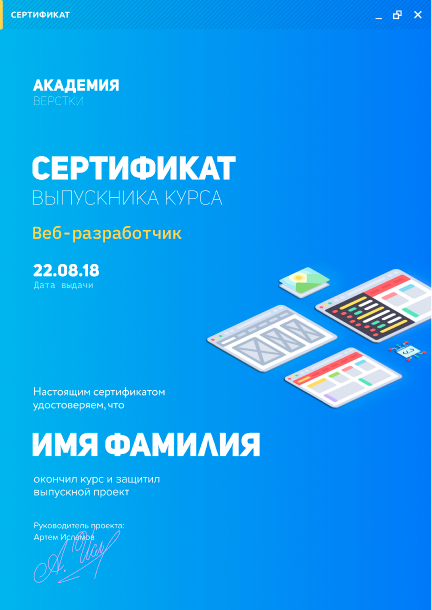 СЕРТИФИКАТ
АКАДЕМИЯ
ВЕРСТКИ
СЕРТИФИКАТ
ВЫПУСКНИКА КУРСА
Веб-разработчик
22.08.18
Дата выдачи
Настоящим сертификатом
удостоверяем, что
ИМЯ ФАМИЛИЯ
окончил курс и защитил
выпускной проект
Руководитель проекта:
Артем Исламов